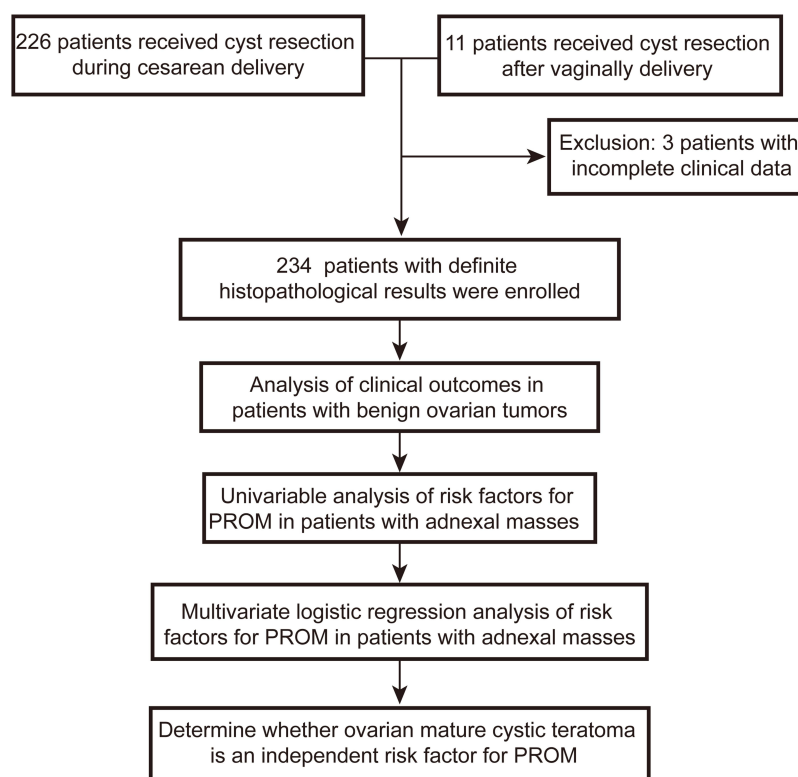 226 patients received cyst resection
during cesarean delivery
11 patients received cyst resection
after vaginally delivery
Exclusion: 3 patients with
incomplete clinical data
234 patients with definite
histopathological results were enrolled
Analysis of clinical outcomes in
patients with benign ovarian tumors
Univariable analysis of risk factors for
PROM in patients with adnexal masses
Multivariate logistic regression analysis of risk
factors for PROM in patients with adnexal masses
Determine whether ovarian mature cystic teratoma
is an independent risk factor for PROM